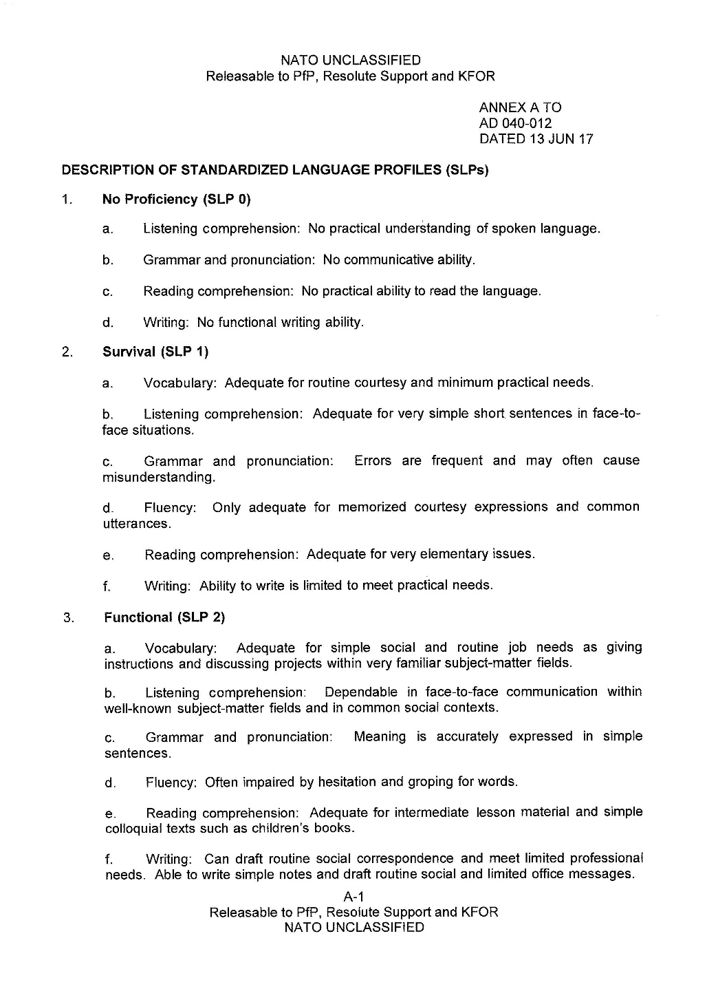 NATO UNCLASSIFIED
Releasable to PfP, Resolute Support and KFOR
ANNEX A TO
AD 040-012
DATED 13 JUN 17
DESCRIPTION OF STANDARDIZED LANGUAGE PROFILES (SLPs)
1. No Proficiency (SLP 0)
a. Listening comprehension: No practical understanding of spoken language.
b. Grammar and pronunciation: No communicative ability.
c. Reading comprehension: No practical ability to read the language.
d. Writing: No functional writing ability.
2. Survival (SLP 1)
a. Vocabulary: Adequate for routine courtesy and minimum practical needs.
b. Listening comprehension: Adequate for very simple short sentences in face-to-
face situations.
c. Grammar and pronunciation: Errors are frequent and may often cause
misunderstanding.
d. Fluency: Only adequate for memorized courtesy expressions and common
utterances.
e. Reading comprehension: Adequate for very elementary issues.
f. Writing: Ability to write is limited to meet practical needs.
3. Functional (SLP 2)
a. Vocabulary: Adequate for simple social and routine job needs as giving
instructions and discussing projects within very familiar subject-matter fields.
b. Listening comprehension: Dependable in face-to-face communication within
well-known subject-matter fields and in common social contexts.
c. Grammar and pronunciation: Meaning is accurately expressed in simple
sentences.
d. Fluency: Often impaired by hesitation and groping for words.
e. Reading comprehension: Adequate for intermediate lesson material and simple
colloquial texts such as children's books.
f. Writing: Can draft routine social correspondence and meet limited professional
needs. Able to write simple notes and draft routine social and limited office messages.
A-1
Releasable to PfP, Resolute Support and KFOR
NATO UNCLASSIFIED